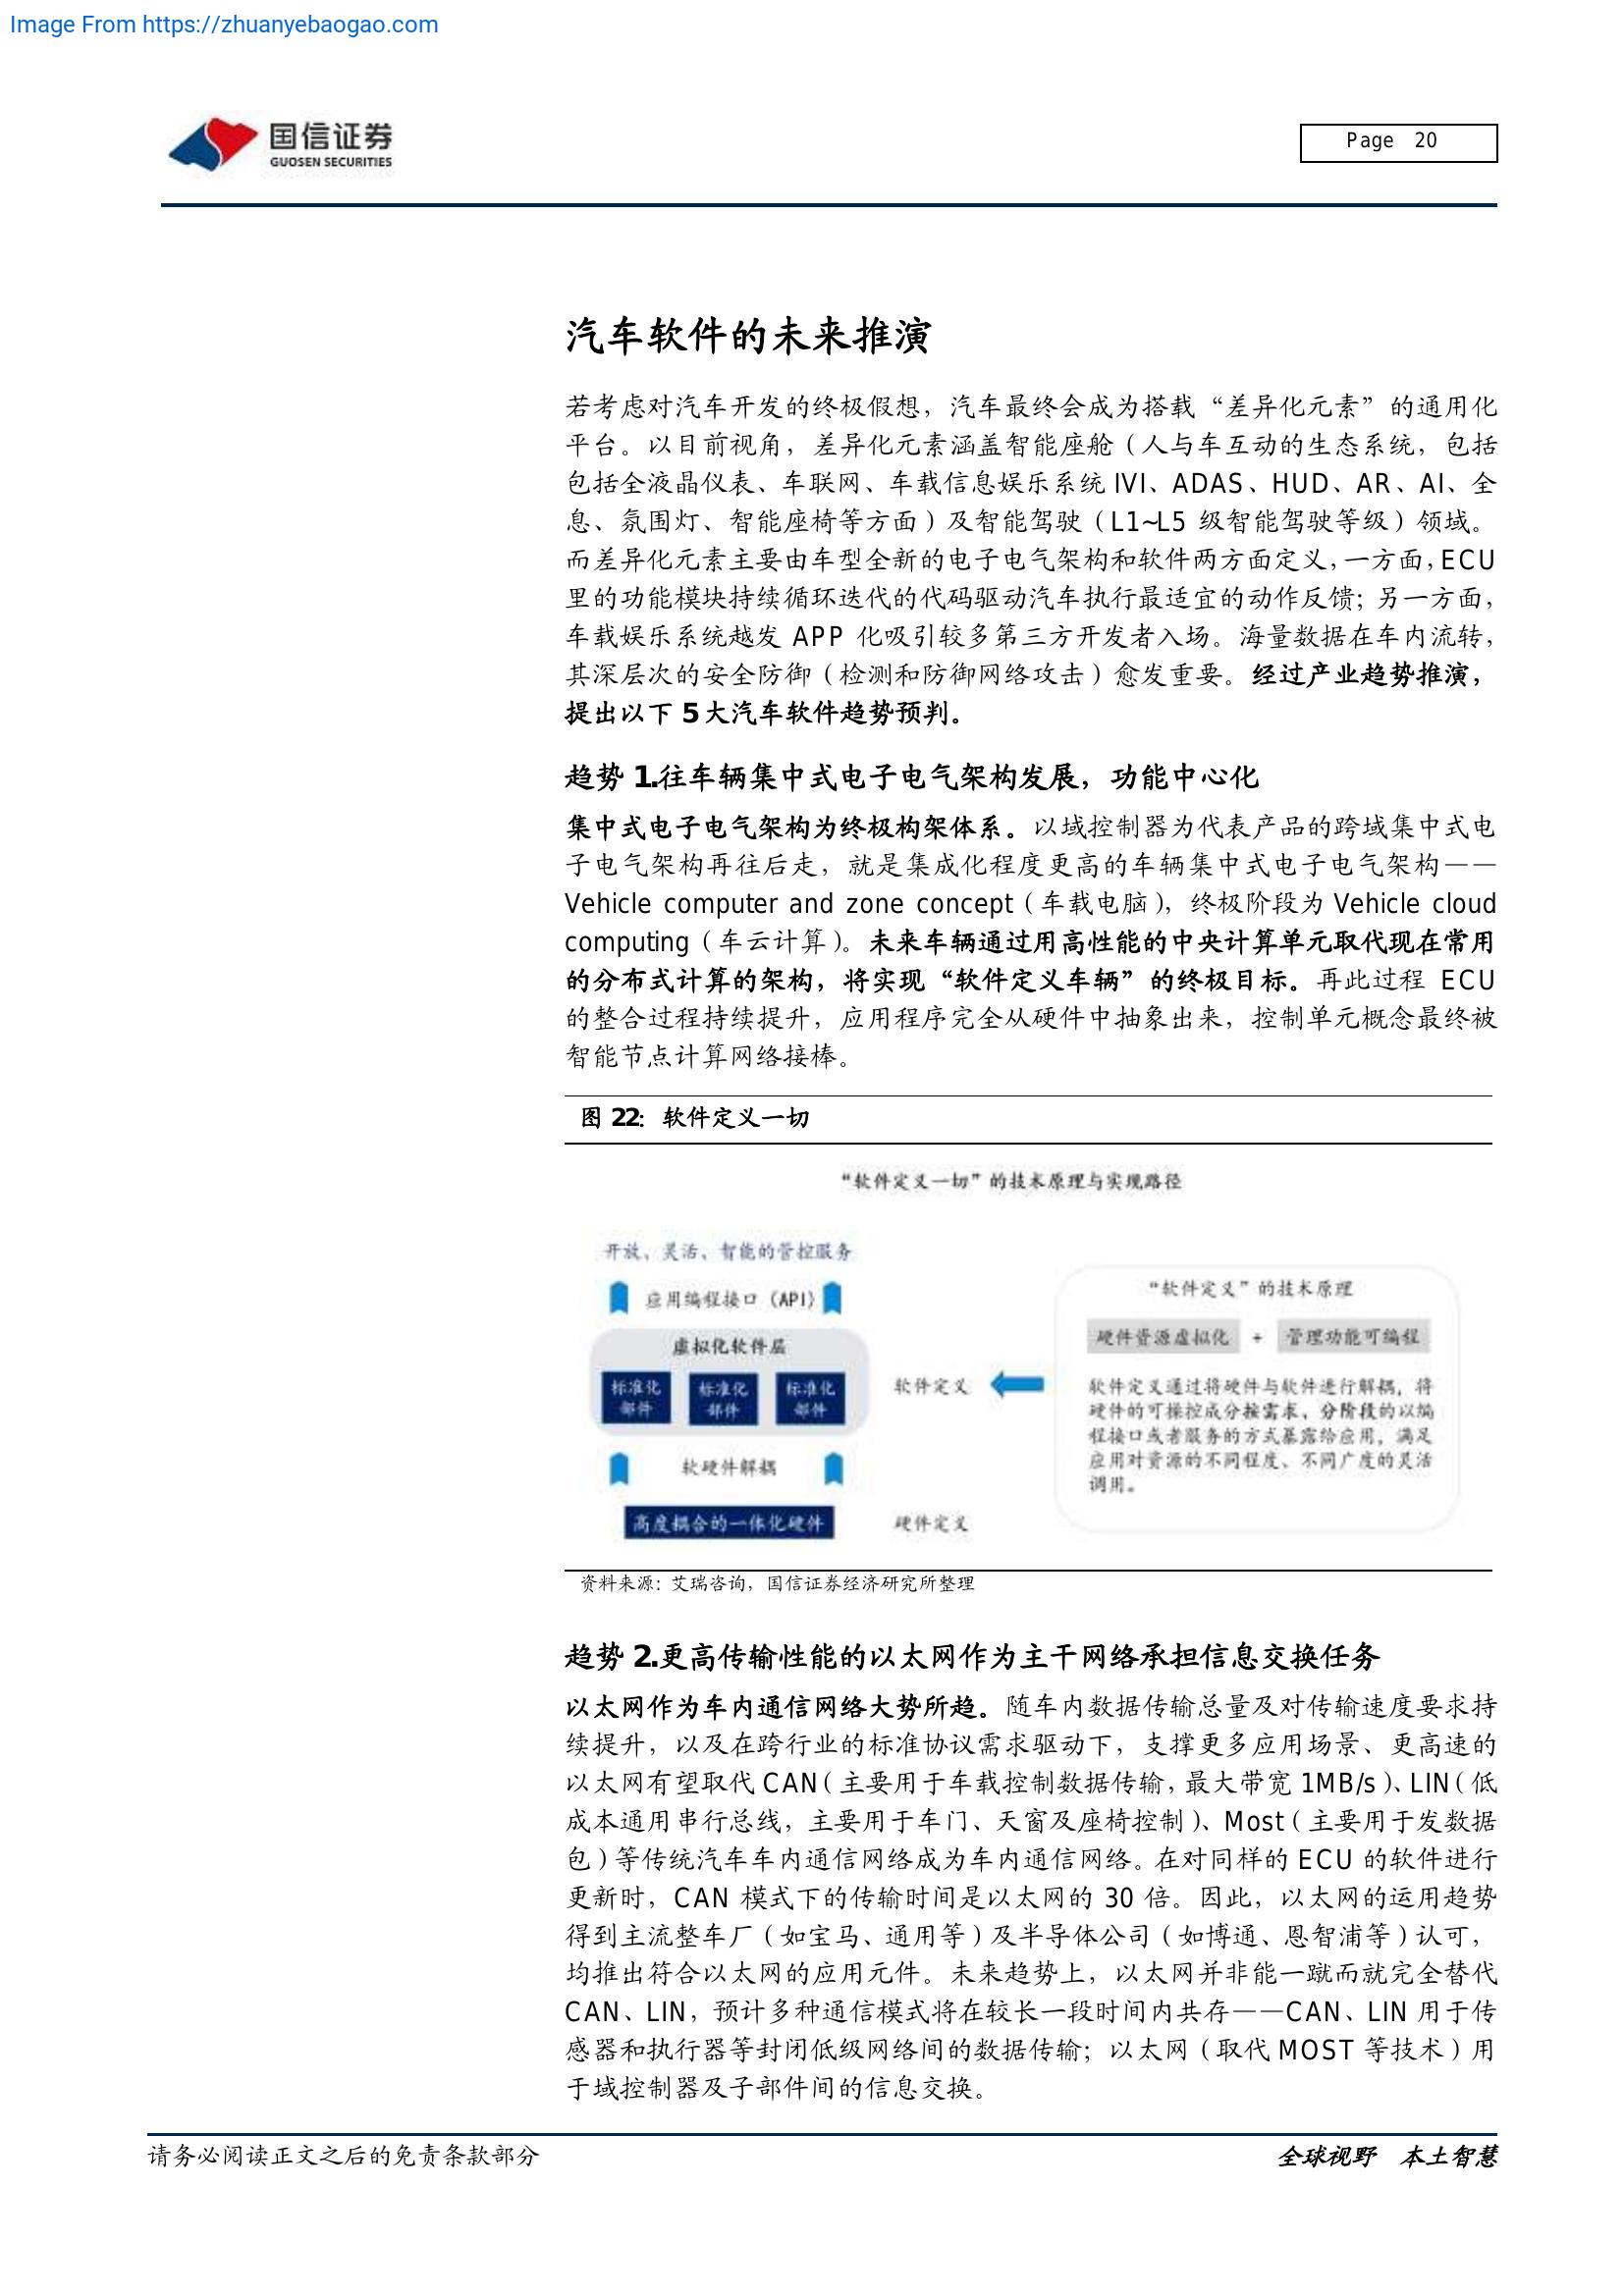 Image From https://zhuanyebaogao.com
国信证券
GUOSEN SECURITIES
Page 20
汽车软件的未来推演
若考虑对汽车开发的终极假想，汽车最终会成为搭载“差异化元素”的通用化
平台。以目前视角，差异化元素涵盖智能座舱（人与车互动的生态系统，包括
包括全液晶仪表、车联网、车载信息娱乐系统 IVI、ADAS、HUD、AR、AI、全
息、氛围灯、智能座椅等方面）及智能驾驶（L1~L5 级智能驾驶等级）领域。
而差异化元素主要由车型全新的电子电气架构和软件两方面定义，一方面，ECU
里的功能模块持续循环迭代的代码驱动汽车执行最适宜的动作反馈；另一方面，
车载娱乐系统越发 APP 化吸引较多第三方开发者入场。海量数据在车内流转，
其深层次的安全防御（检测和防御网络攻击）愈发重要。经过产业趋势推演，
提出以下 5 大汽车软件趋势预判。
趋势 1.往车辆集中式电子电气架构发展，功能中心化
集中式电子电气架构为终极构架体系。以域控制器为代表产品的跨域集中式电
子电气架构再往后走，就是集成化程度更高的车辆集中式电子电气架构——
Vehicle computer and zone concept（车载电脑），终极阶段为 Vehicle cloud
computing（车云计算）。未来车辆通过用高性能的中央计算单元取代现在常用
的分布式计算的架构，将实现“软件定义车辆”的终极目标。再此过程 ECU
的整合过程持续提升，应用程序完全从硬件中抽象出来，控制单元概念最终被
智能节点计算网络接棒。
图 22：软件定义一切
“软件定义一切”的技术原理与实现路径
开放、灵活、智能的管控服务
应用编程接口（API）
虚拟化软件层
标准化部件
标准化部件
标准化部件
软硬件解耦
高度耦合的一体化硬件
软件定义
硬件定义
“软件定义”的技术原理
硬件资源虚拟化 + 管理功能可编程
软件定义通过将硬件与软件进行解耦，将
硬件的可操控成分按需求、分阶段的以编
程接口或者服务的方式暴露给应用，满足
应用对资源的不同程度、不同广度的灵活
调用。
资料来源：艾瑞咨询，国信证券经济研究所整理
趋势 2.更高传输性能的以太网作为主干网络承担信息交换任务
以太网作为车内通信网络大势所趋。随车内数据传输总量及对传输速度要求持
续提升，以及在跨行业的标准协议需求驱动下，支撑更多应用场景、更高速的
以太网有望取代 CAN（主要用于车载控制数据传输，最大带宽 1MB/s）、LIN（低
成本通用串行总线，主要用于车门、天窗及座椅控制）、Most（主要用于发数据
包）等传统汽车车内通信网络成为车内通信网络。在对同样的 ECU 的软件进行
更新时，CAN 模式下的传输时间是以太网的 30 倍。因此，以太网的运用趋势
得到主流整车厂（如宝马、通用等）及半导体公司（如博通、恩智浦等）认可，
均推出符合以太网的应用元件。未来趋势上，以太网并非能一蹴而就完全替代
CAN、LIN，预计多种通信模式将在较长一段时间内共存——CAN、LIN 用于传
感器和执行器等封闭低级网络间的数据传输；以太网（取代 MOST 等技术）用
于域控制器及子部件间的信息交换。
请务必阅读正文之后的免责条款部分
全球视野 本土智慧